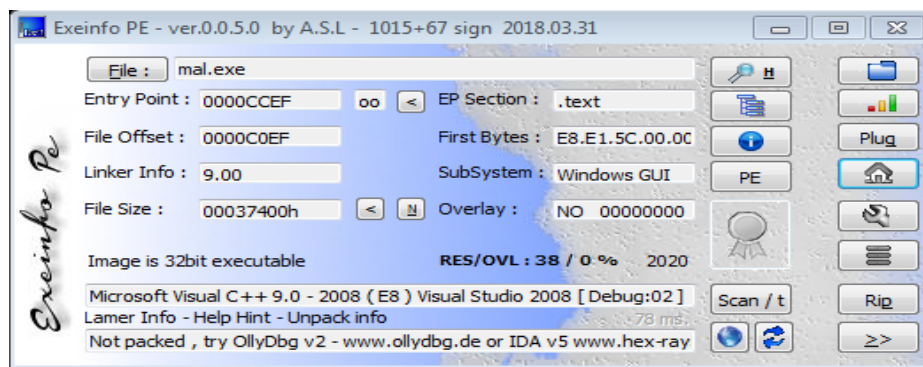 Exeinfo PE - ver.0.0.5.0 by A.S.L - 1015+67 sign 2018.03.31
File : mal.exe H
Entry Point : 0000CCEF oo < EP Section : .text
File Offset : 0000C0EF First Bytes : E8.E1.5C.00.00 Plug
Linker Info : 9.00 SubSystem : Windows GUI PE
File Size : 00037400h < N Overlay : NO 00000000
Image is 32bit executable RES/OVL : 38 / 0 % 2020
Microsoft Visual C++ 9.0 - 2008 ( E8 ) Visual Studio 2008 [ Debug:02 ] Scan / t Rip
Lamer Info - Help Hint - Unpack info 78 ms.
Not packed , try OllyDbg v2 - www.ollydbg.de or IDA v5 www.hex-ray >>
Exeinfo Pe